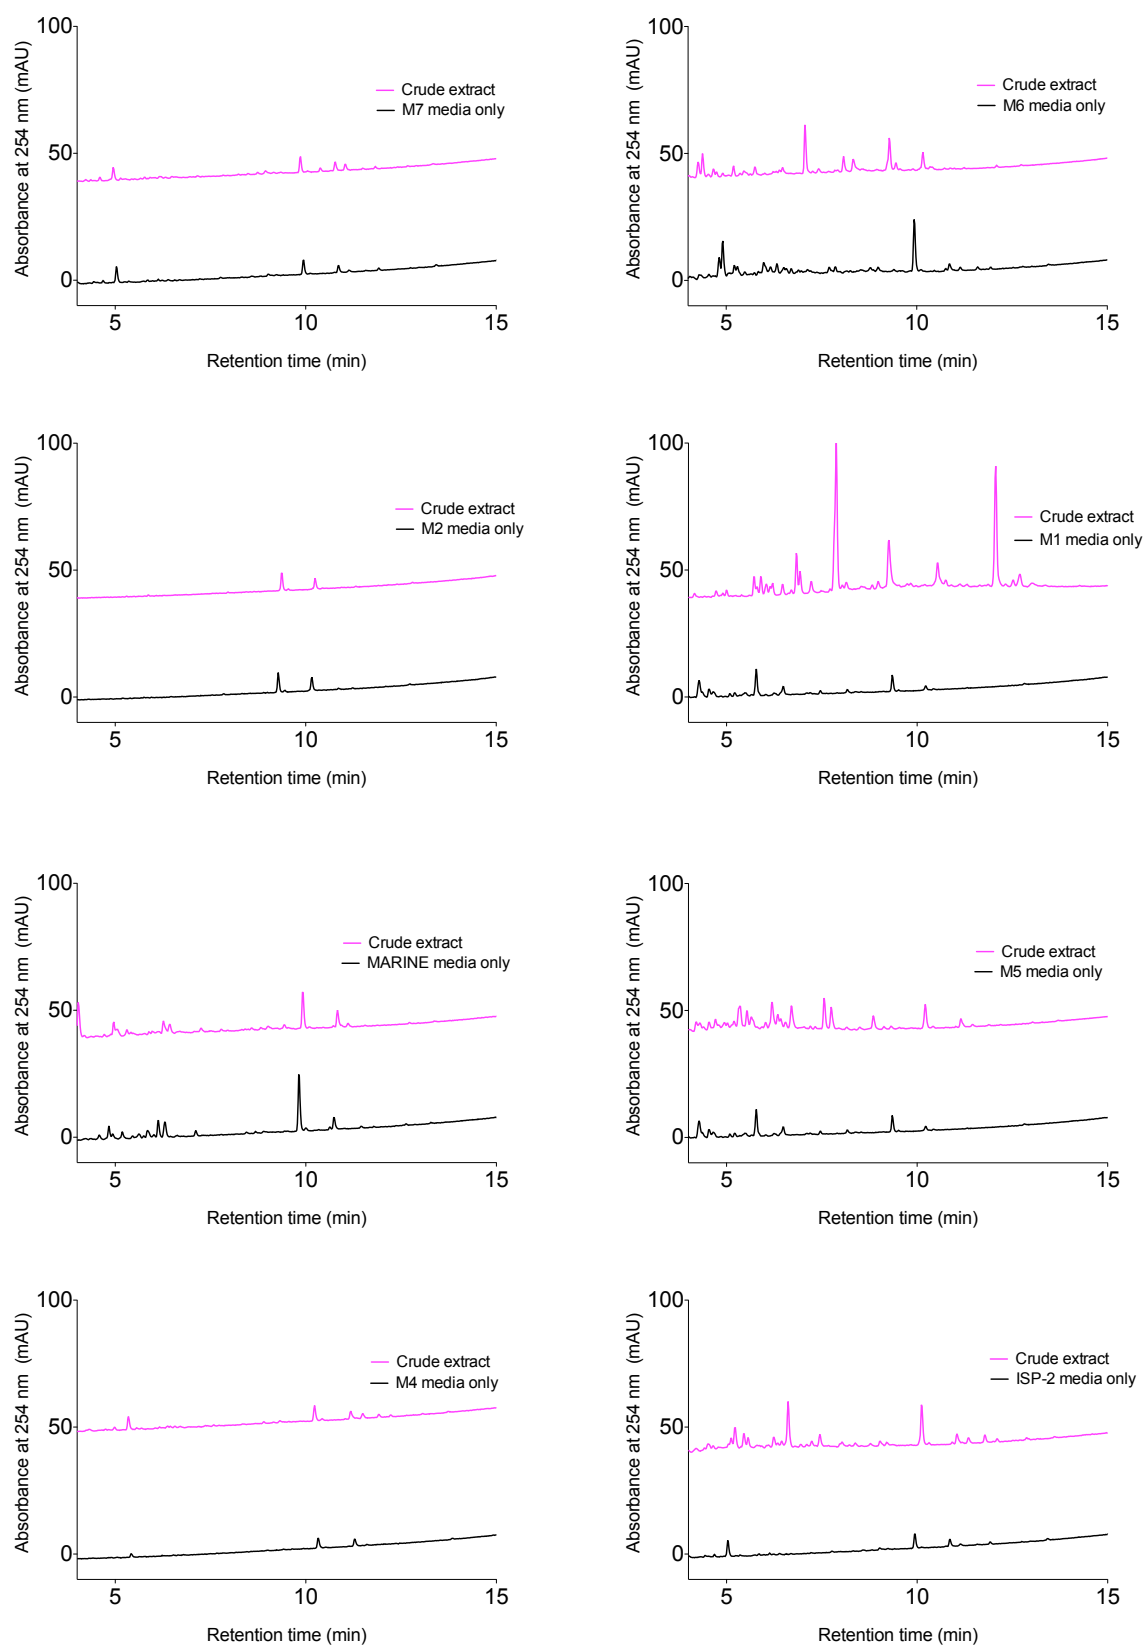 100
50
0
Absorbance at 254 nm (mAU)
Crude extract
M7 media only
5
10
15
Retention time (min)
100
50
0
Absorbance at 254 nm (mAU)
Crude extract
M6 media only
5
10
15
Retention time (min)
100
50
0
Absorbance at 254 nm (mAU)
Crude extract
M2 media only
5
10
15
Retention time (min)
100
50
0
Absorbance at 254 nm (mAU)
Crude extract
M1 media only
5
10
15
Retention time (min)
100
50
0
Absorbance at 254 nm (mAU)
Crude extract
MARINE media only
5
10
15
Retention time (min)
100
50
0
Absorbance at 254 nm (mAU)
Crude extract
M5 media only
5
10
15
Retention time (min)
100
50
0
Absorbance at 254 nm (mAU)
Crude extract
M4 media only
5
10
15
Retention time (min)
100
50
0
Absorbance at 254 nm (mAU)
Crude extract
ISP-2 media only
5
10
15
Retention time (min)